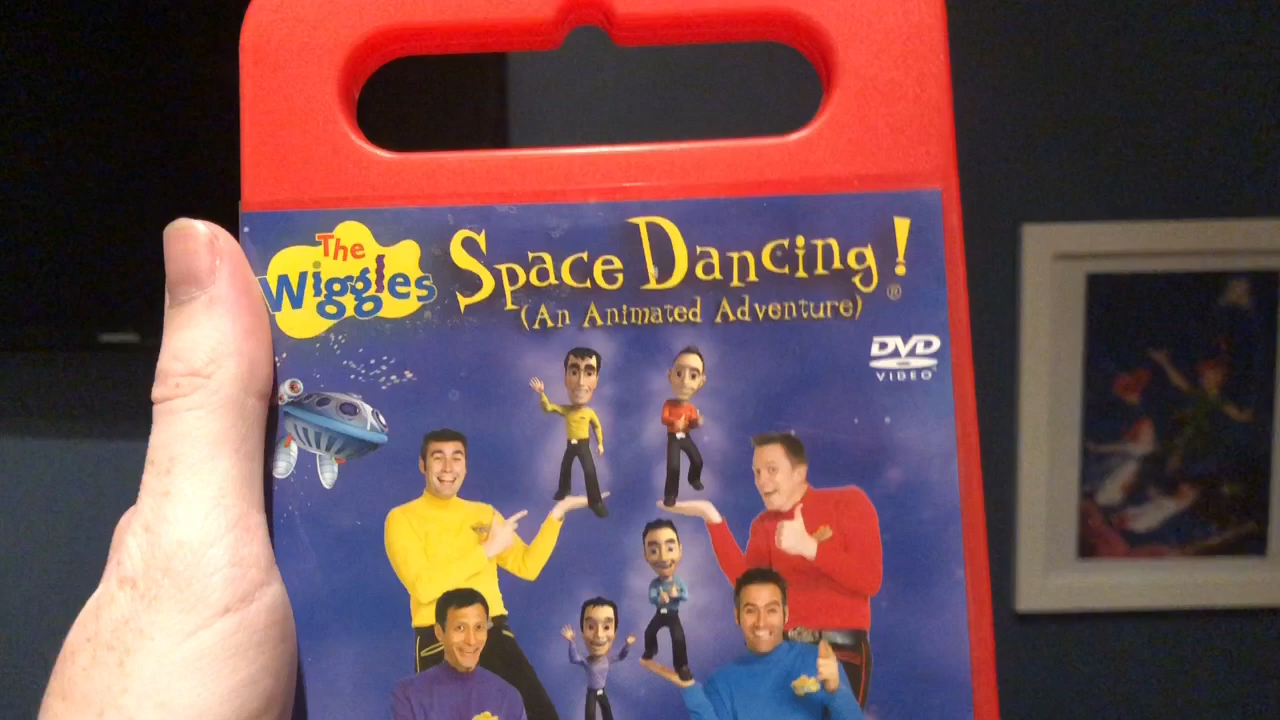 The
Wiggles
Space Dancing!
®
(An Animated Adventure)
DVD
VIDEO